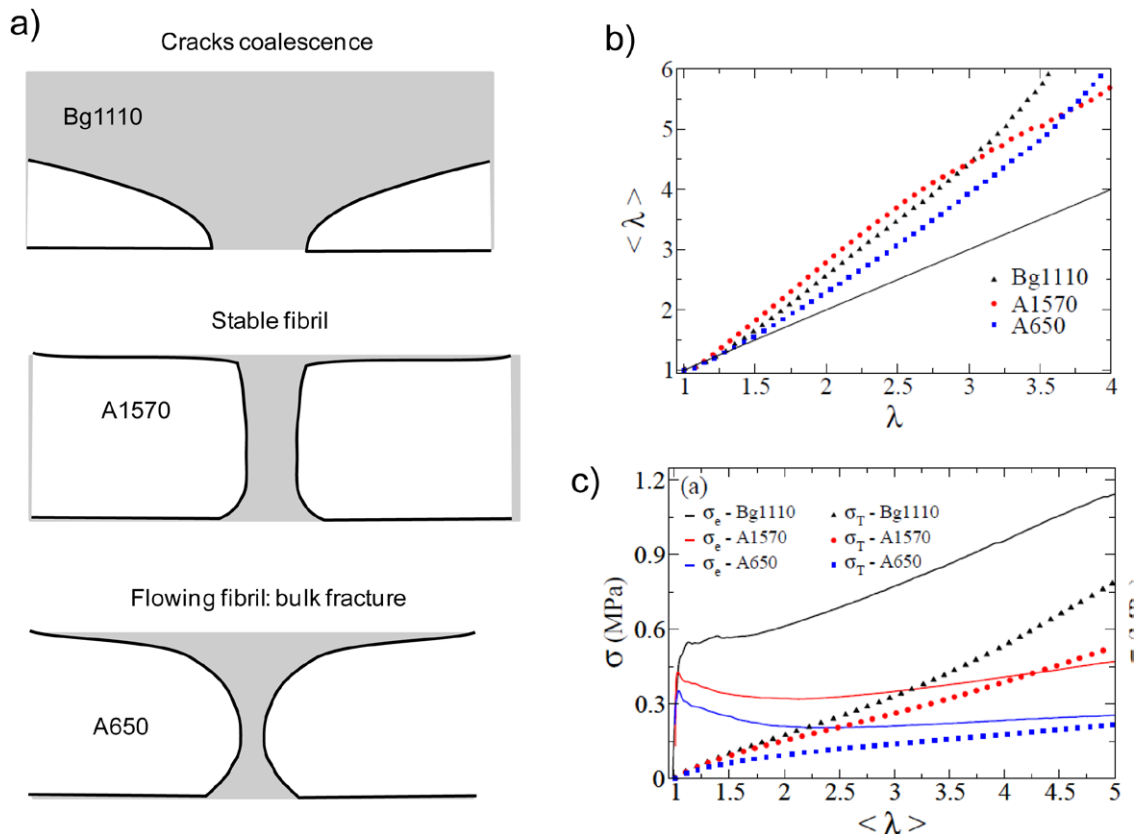 a)
Cracks coalescence
Bg1110
Stable fibril
A1570
Flowing fibril: bulk fracture
A650
b)
6
5
4
3
2
1
< λ >
1 1.5 2 2.5 3 3.5 4
λ
Bg1110
A1570
A650
c)
(a)
1.2
0.9
0.6
0.3
0
σ (MPa)
σe - Bg1110 σT - Bg1110
σe - A1570 σT - A1570
σe - A650 σT - A650
1 1.5 2 2.5 3 3.5 4 4.5 5
< λ >